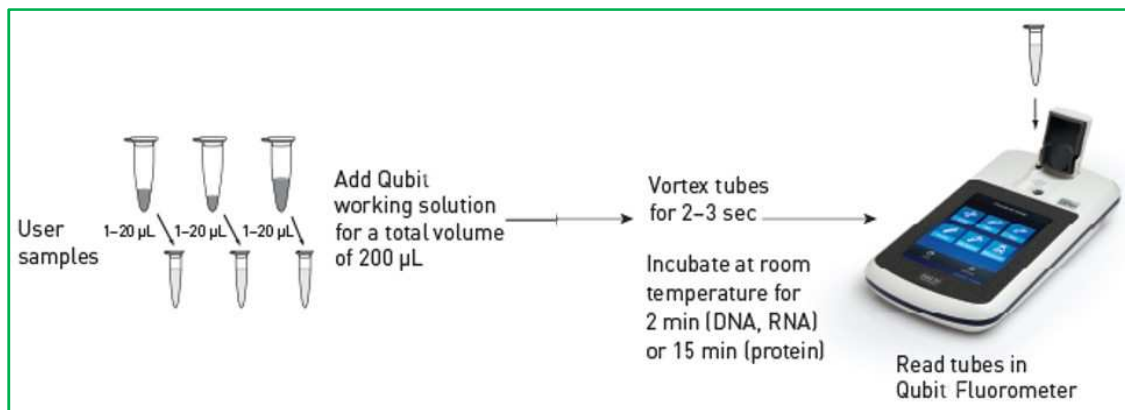 User
samples
1–20 µL
1–20 µL
1–20 µL
Add Qubit
working solution
for a total volume
of 200 µL
Vortex tubes
for 2–3 sec
Incubate at room
temperature for
2 min (DNA, RNA)
or 15 min (protein)
Read tubes in
Qubit Fluorometer